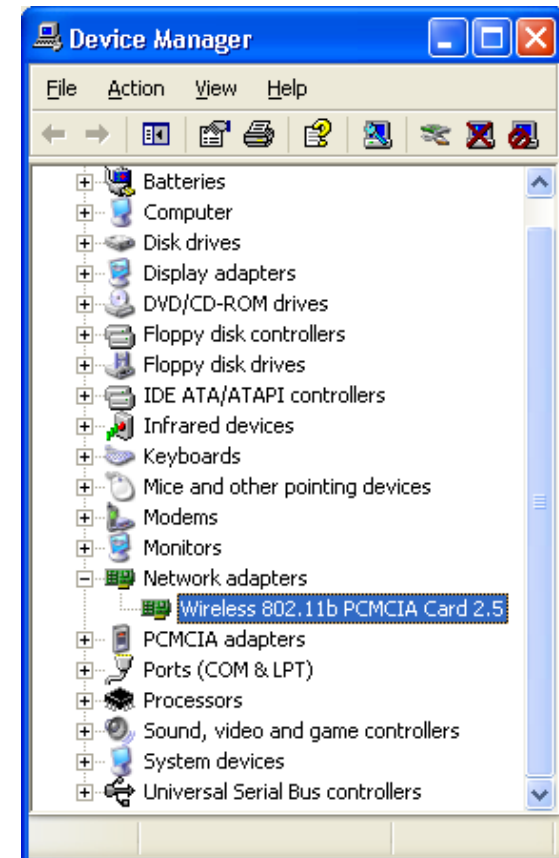 Device Manager
File Action View Help
Batteries
Computer
Disk drives
Display adapters
DVD/CD-ROM drives
Floppy disk controllers
Floppy disk drives
IDE ATA/ATAPI controllers
Infrared devices
Keyboards
Mice and other pointing devices
Modems
Monitors
Network adapters
Wireless 802.11b PCMCIA Card 2.5
PCMCIA adapters
Ports (COM & LPT)
Processors
Sound, video and game controllers
System devices
Universal Serial Bus controllers